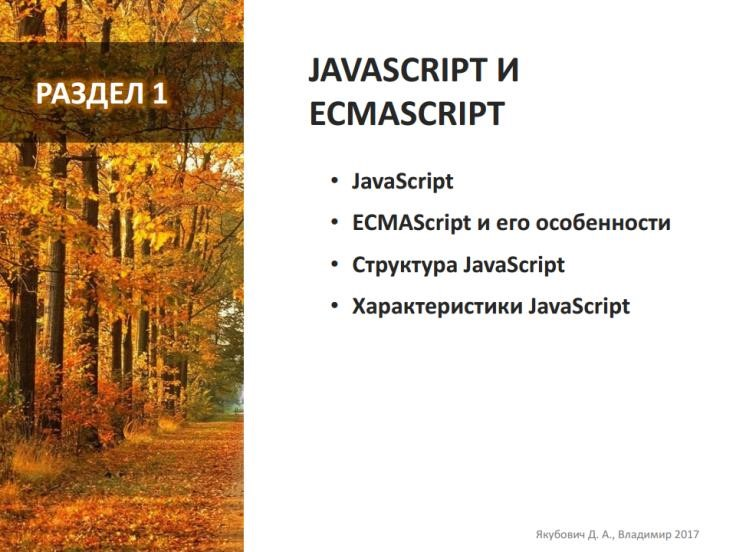 РАЗДЕЛ 1
JAVASCRIPT И
ECMASCRIPT
• JavaScript
• ECMAScript и его особенности
• Структура JavaScript
• Характеристики JavaScript
Якубович Д. А., Владимир 2017